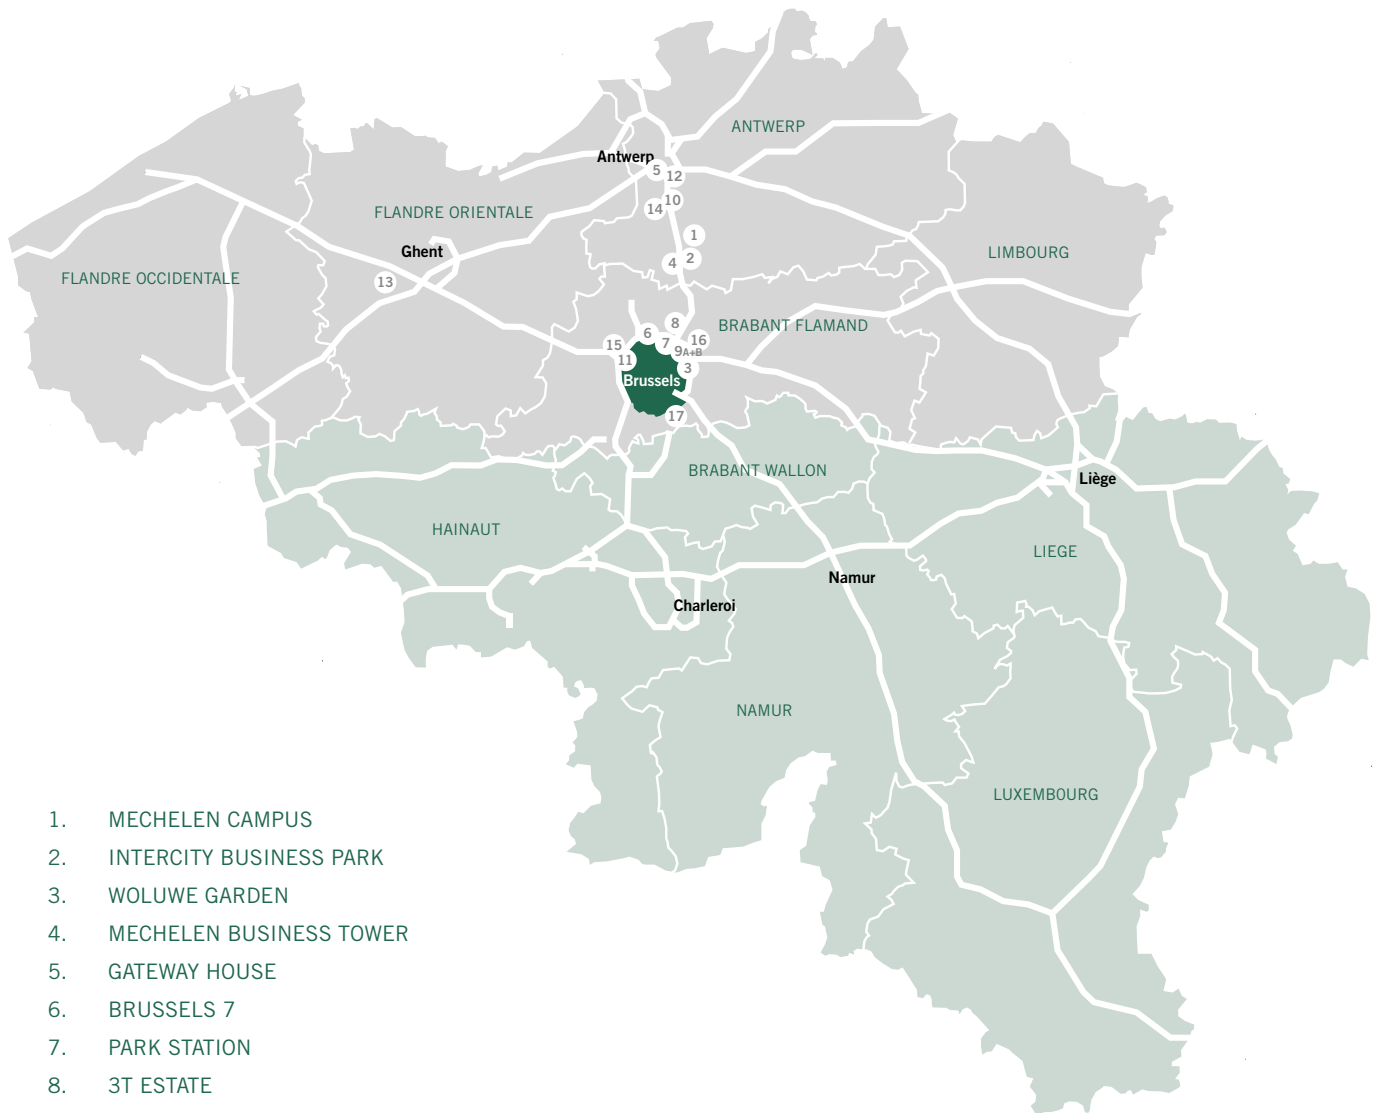 ANTWERP
Antwerp
5
12
10
14
FLANDRE ORIENTALE
1
Ghent
LIMBOURG
2
4
FLANDRE OCCIDENTALE
13
8
BRABANT FLAMAND
6
16
15
7
9A+B
11
3
Brussels
17
BRABANT WALLON
Liège
HAINAUT
LIEGE
Namur
Charleroi
NAMUR
LUXEMBOURG
1. MECHELEN CAMPUS
2. INTERCITY BUSINESS PARK
3. WOLUWE GARDEN
4. MECHELEN BUSINESS TOWER
5. GATEWAY HOUSE
6. BRUSSELS 7
7. PARK STATION
8. 3T ESTATE